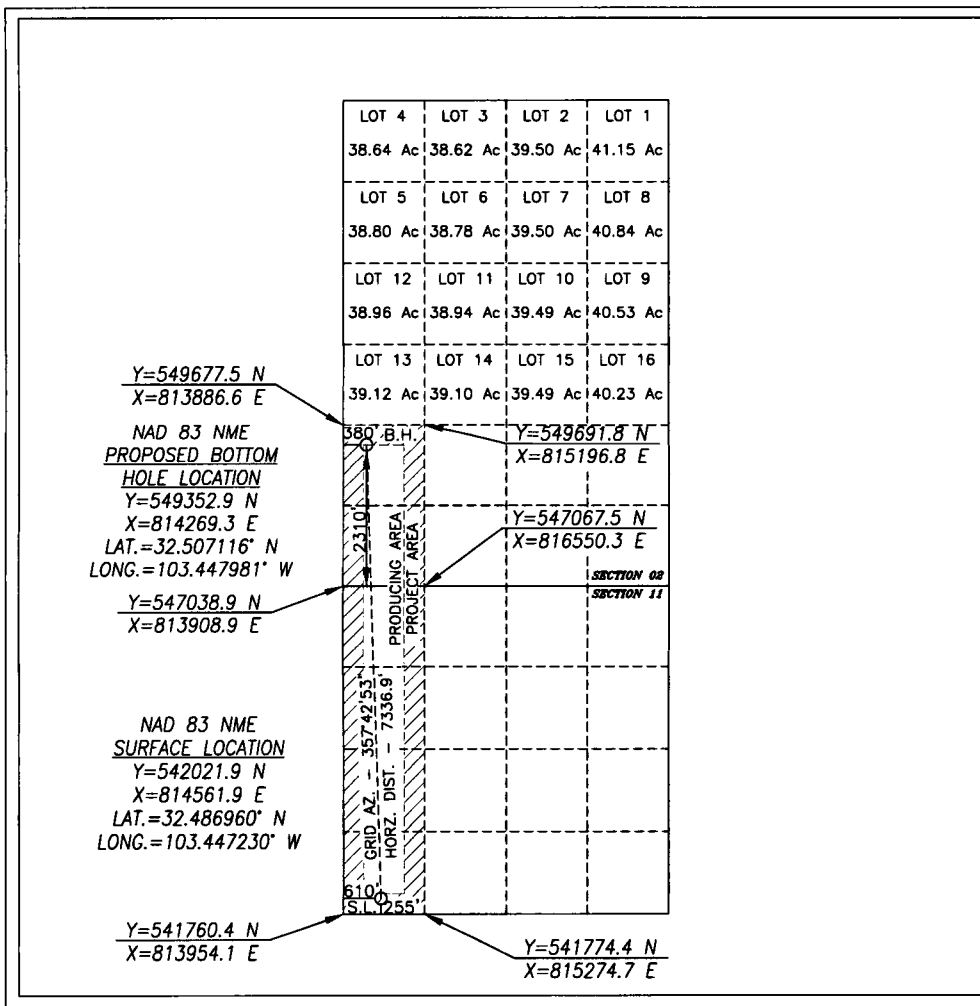 LOT 4 LOT 3 LOT 2 LOT 1
38.64 Ac 38.62 Ac 39.50 Ac 41.15 Ac
LOT 5 LOT 6 LOT 7 LOT 8
38.80 Ac 38.78 Ac 39.50 Ac 40.84 Ac
LOT 12 LOT 11 LOT 10 LOT 9
38.96 Ac 38.94 Ac 39.49 Ac 40.53 Ac
LOT 13 LOT 14 LOT 15 LOT 16
39.12 Ac 39.10 Ac 39.49 Ac 40.23 Ac
Y=549677.5 N
X=813886.6 E
NAD 83 NME
PROPOSED BOTTOM
HOLE LOCATION
Y=549352.9 N
X=814269.3 E
LAT.=32.507116° N
LONG.=103.447981° W
Y=547038.9 N
X=813908.9 E
380' B.H.
Y=549691.8 N
X=815196.8 E
2310'
PRODUCING AREA
PROJECT AREA
Y=547067.5 N
X=816550.3 E
SECTION 02
SECTION 11
GRID AZ. - 357°42'53"
HORZ. DIST. - 7336.9'
NAD 83 NME
SURFACE LOCATION
Y=542021.9 N
X=814561.9 E
LAT.=32.486960° N
LONG.=103.447230° W
610'
S.L. 255'
Y=541760.4 N
X=813954.1 E
Y=541774.4 N
X=815274.7 E